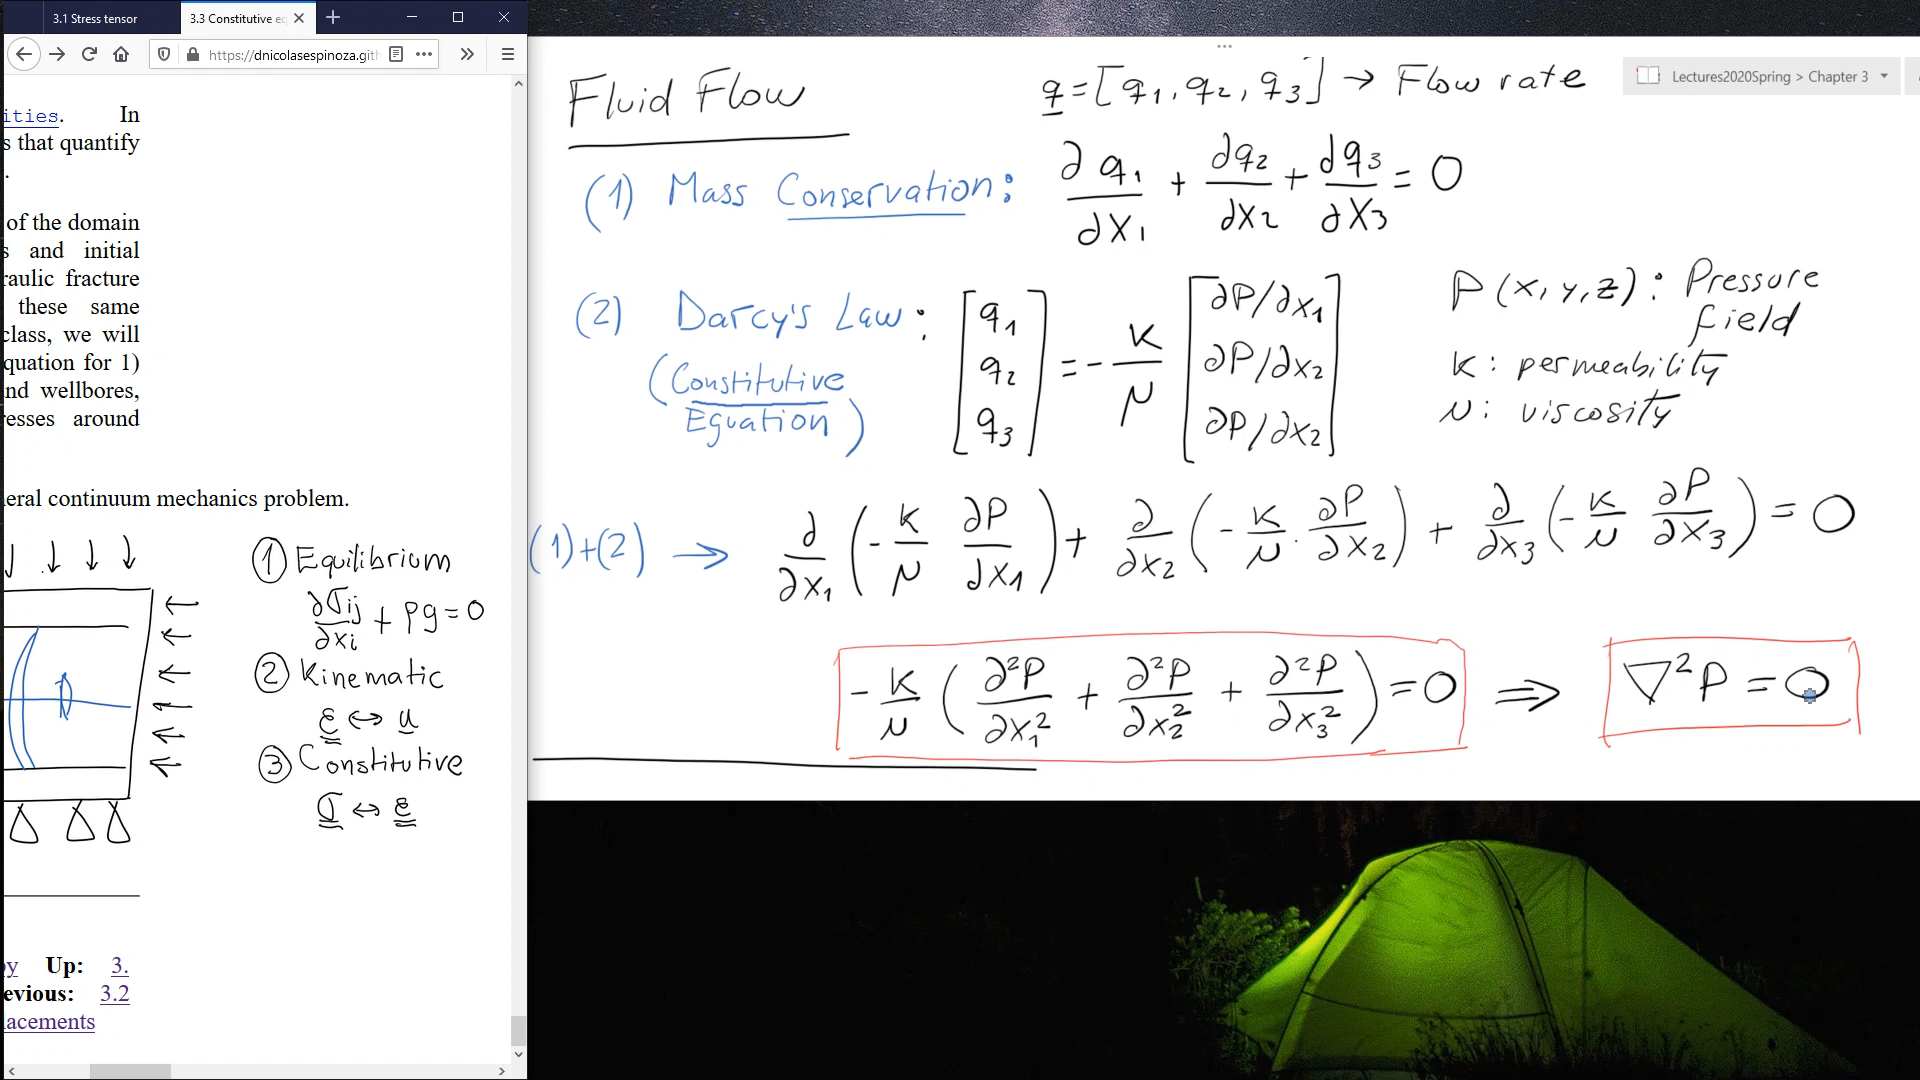 3.1 Stress tensor
3.3 Constitutive eq
https://dnicolasespinoza.git
ities. In
s that quantify
.
of the domain
s and initial
raulic fracture
these same
class, we will
quation for 1)
nd wellbores,
resses around
eral continuum mechanics problem.
① Equilibrium
∂σij/∂xi + ρg = 0
② Kinematic
ε ↔ u
③ Constitutive
σ ↔ ε
y Up: 3.
evious: 3.2
lacements
Lectures2020Spring > Chapter 3
Fluid Flow
q = [q1, q2, q3] → Flow rate
(1) Mass Conservation: ∂q1/∂X1 + ∂q2/∂X2 + ∂q3/∂X3 = 0
(2) Darcy's Law:
(Constitutive
Equation)
[q1 q2 q3] = - K/μ [∂P/∂x1 ∂P/∂x2 ∂P/∂x2]
P(x,y,z): Pressure
field
K: permeability
μ: viscosity
(1)+(2) → ∂/∂x1 (- K/μ ∂P/∂x1) + ∂/∂x2 (- K/μ · ∂P/∂x2) + ∂/∂x3 (- K/μ ∂P/∂x3) = 0
- K/μ (∂²P/∂x1² + ∂²P/∂x2² + ∂²P/∂x3²) = 0 ⇒ ∇²P = 0